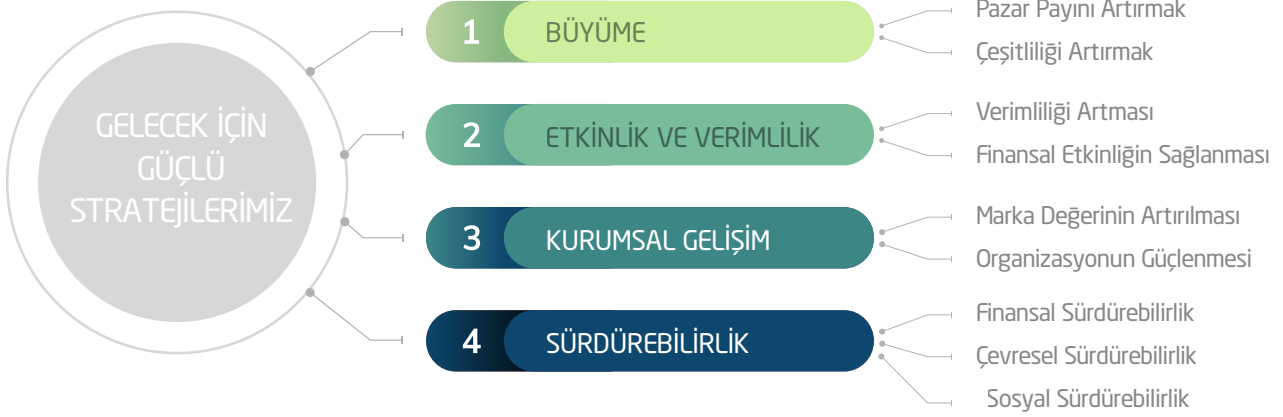 GELECEK İÇİN
GÜÇLÜ
STRATEJİLERİMİZ
1
BÜYÜME
Pazar Payını Artırmak
Çeşitliliği Artırmak
2
ETKİNLİK VE VERİMLİLİK
Verimliliği Artması
Finansal Etkinliğin Sağlanması
3
KURUMSAL GELİŞİM
Marka Değerinin Artırılması
Organizasyonun Güçlenmesi
4
SÜRDÜREBİLİRLİK
Finansal Sürdürebilirlik
Çevresel Sürdürebilirlik
Sosyal Sürdürebilirlik